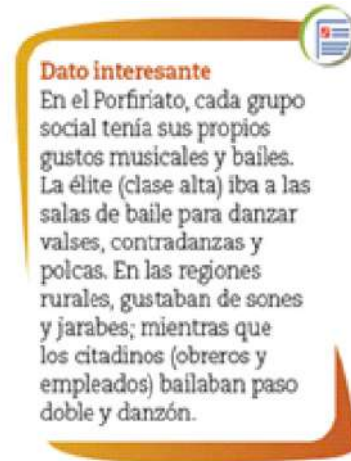 Dato interesante
En el Porfiriato, cada grupo
social tenía sus propios
gustos musicales y bailes.
La élite (clase alta) iba a las
salas de baile para danzar
valses, contradanzas y
polcas. En las regiones
rurales, gustaban de sones
y jarabes; mientras que
los citadinos (obreros y
empleados) bailaban paso
doble y danzón.